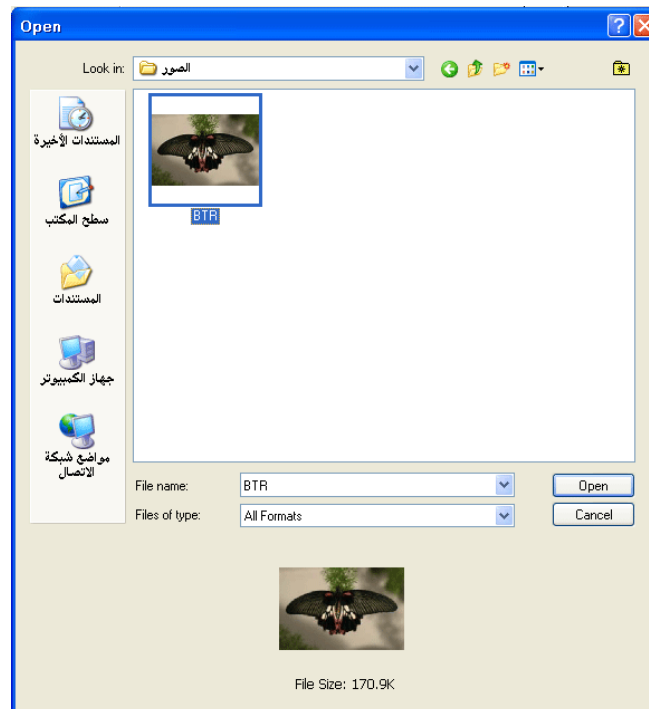 Open
Look in:
الصور
المستندات الأخيرة
سطح المكتب
المستندات
جهاز الكمبيوتر
مواضع شبكة
الاتصال
BTR
File name:
BTR
Open
Files of type:
All Formats
Cancel
File Size: 170.9K